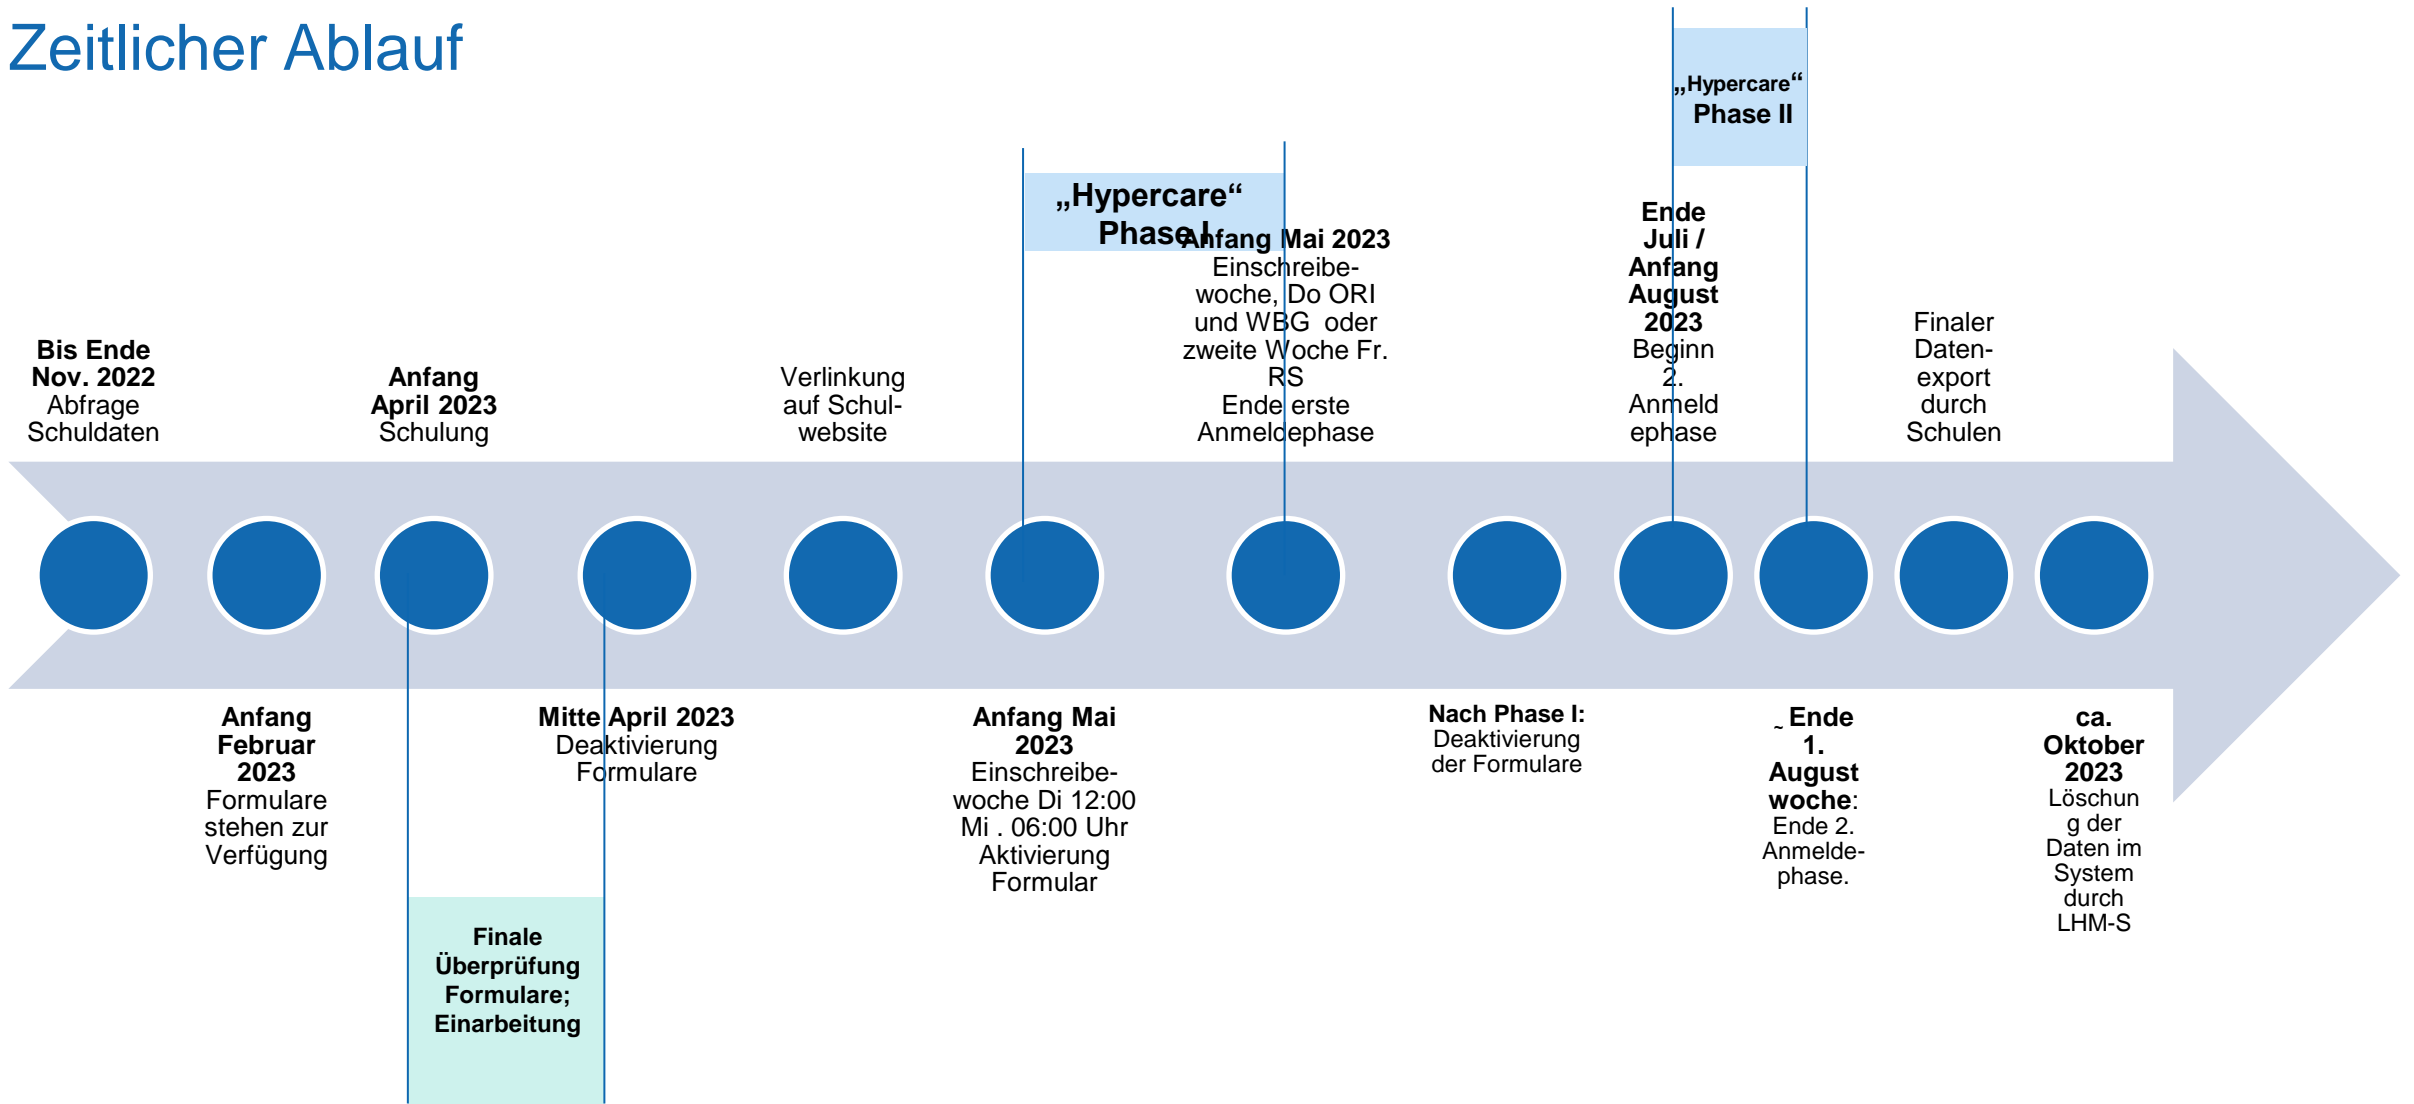 Zeitlicher Ablauf
„Hypercare“
Phase II
„Hypercare“
Phase I
Bis Ende
Nov. 2022
Abfrage
Schuldaten
Anfang
Februar
2023
Formulare
stehen zur
Verfügung
Anfang
April 2023
Schulung
Mitte April 2023
Deaktivierung
Formulare
Finale
Überprüfung
Formulare;
Einarbeitung
Verlinkung
auf Schul-
website
Anfang Mai
2023
Einschreibe-
woche Di 12:00
Mi . 06:00 Uhr
Aktivierung
Formular
Anfang Mai 2023
Einschreibe-
woche, Do ORI
und WBG oder
zweite Woche Fr.
RS
Ende erste
Anmeldephase
Nach Phase I:
Deaktivierung
der Formulare
Ende
Juli /
Anfang
August
2023
Beginn
2.
Anmeld
ephase
~ Ende
1.
August
woche:
Ende 2.
Anmelde-
phase.
Finaler
Daten-
export
durch
Schulen
ca.
Oktober
2023
Löschun
g der
Daten im
System
durch
LHM-S